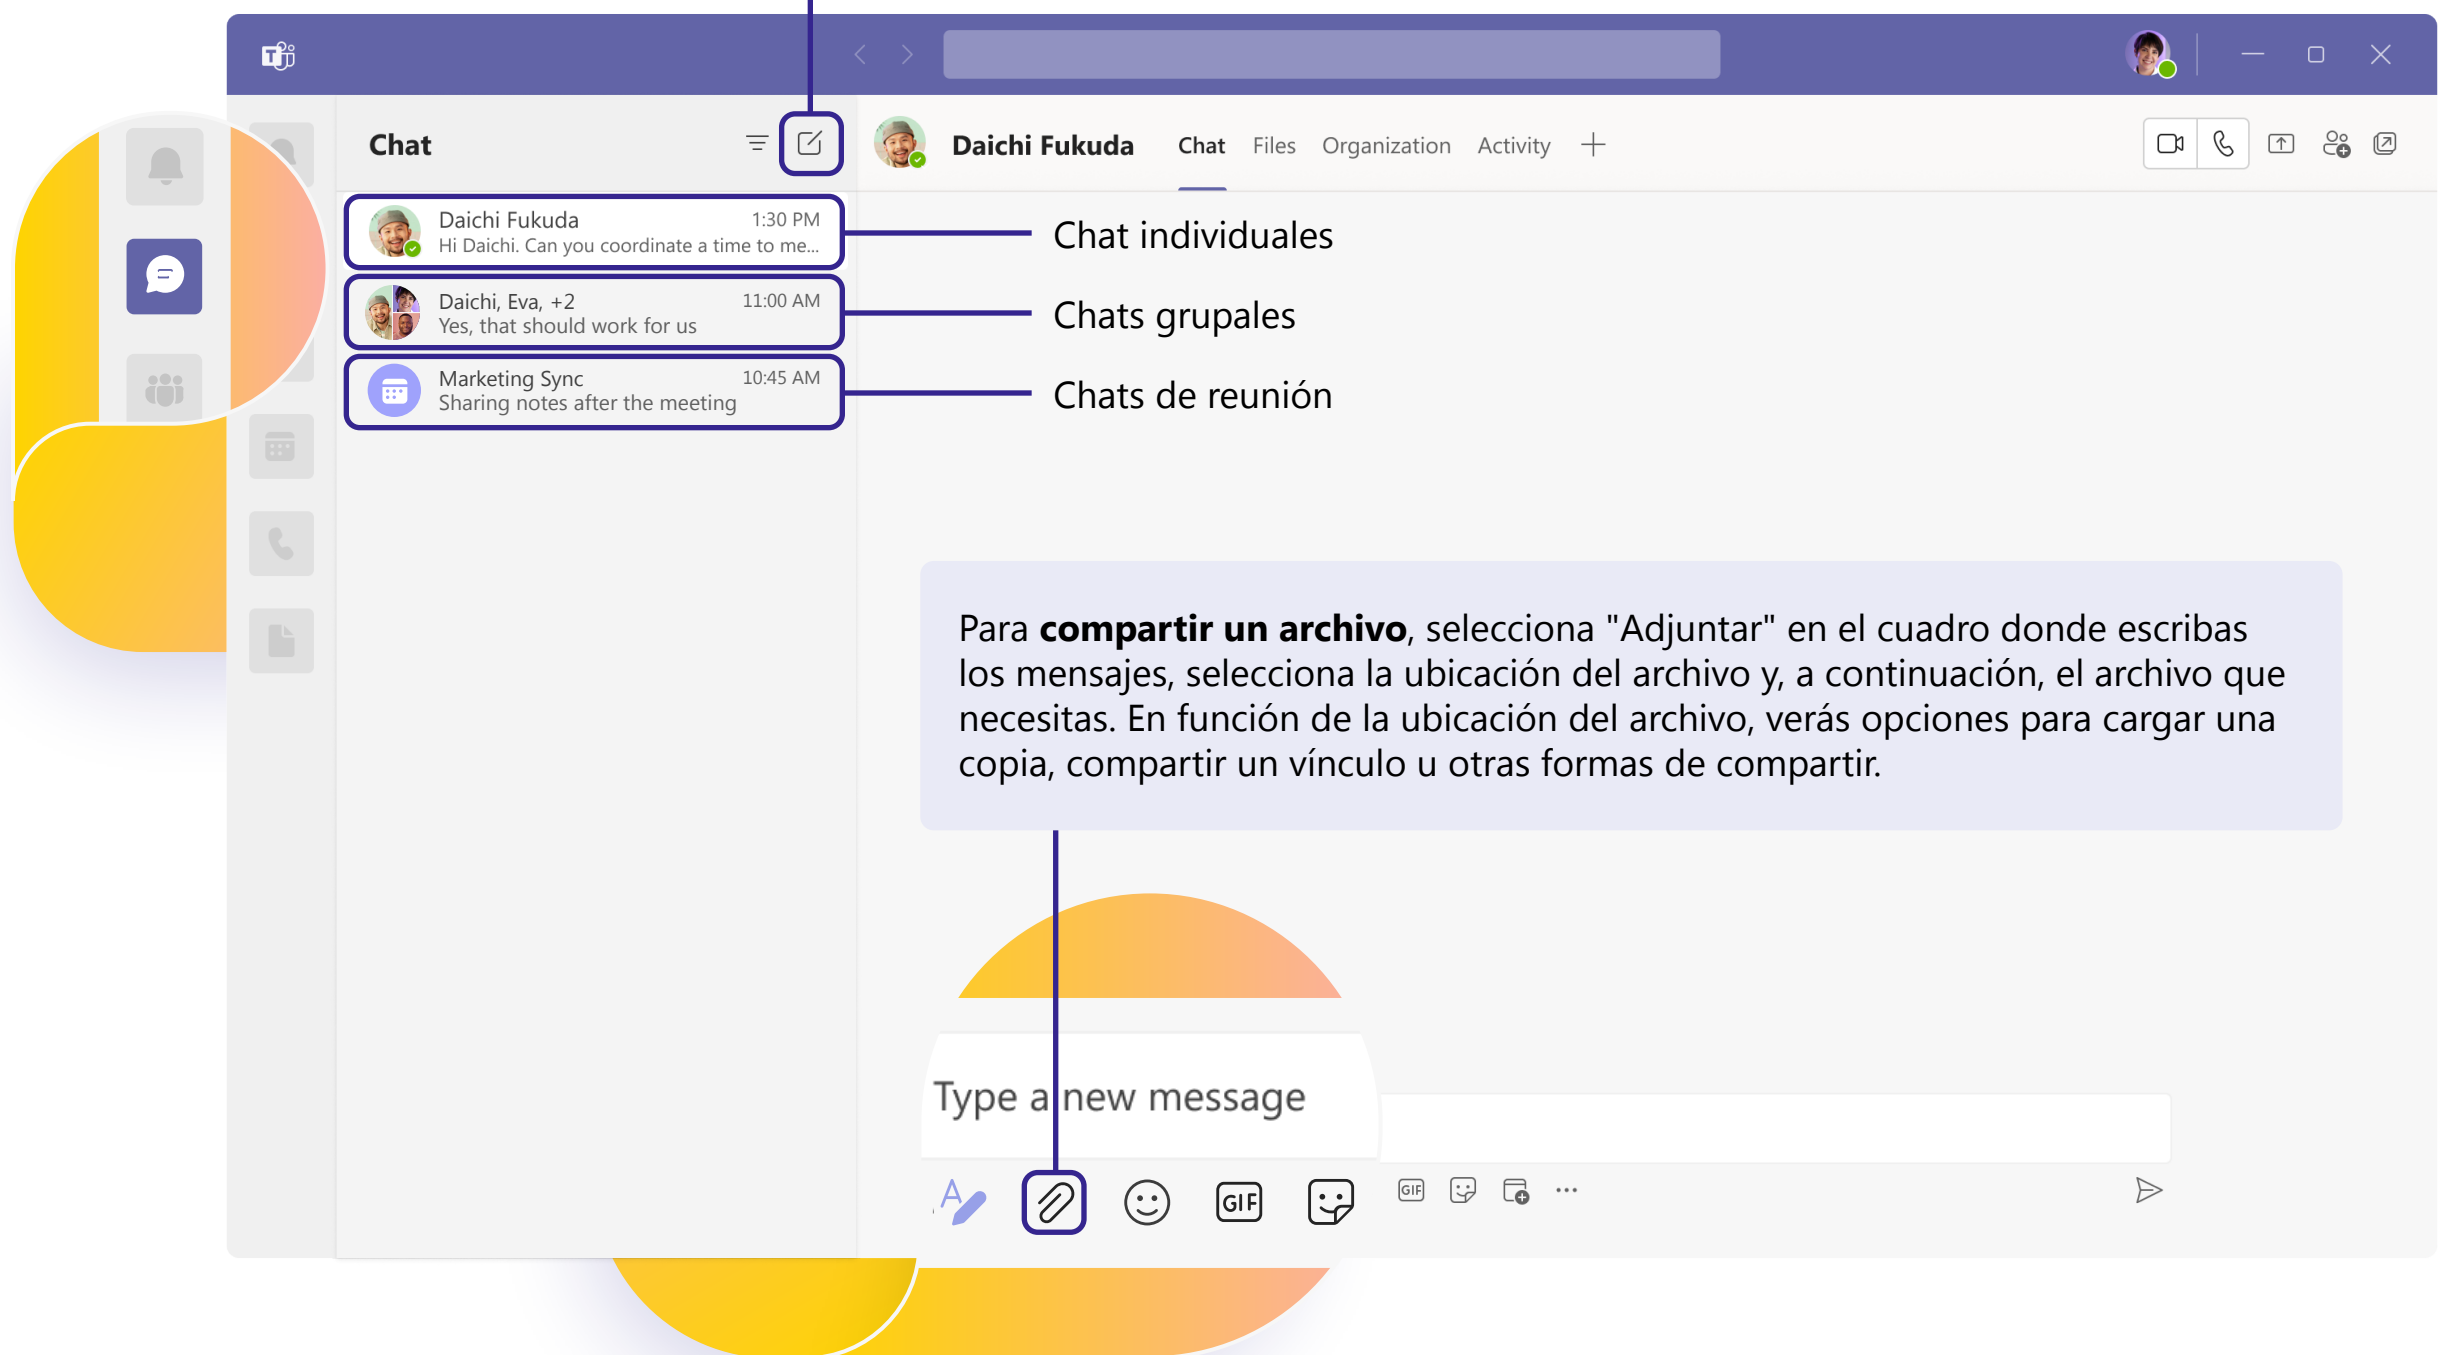 Chat
Daichi Fukuda
Chat
Files
Organization
Activity
Daichi Fukuda
1:30 PM
Hi Daichi. Can you coordinate a time to me...
Chat individuales
Daichi, Eva, +2
11:00 AM
Yes, that should work for us
Chats grupales
Marketing Sync
10:45 AM
Sharing notes after the meeting
Chats de reunión
Para compartir un archivo, selecciona "Adjuntar" en el cuadro donde escribas
los mensajes, selecciona la ubicación del archivo y, a continuación, el archivo que
necesitas. En función de la ubicación del archivo, verás opciones para cargar una
copia, compartir un vínculo u otras formas de compartir.
Type a new message
GIF
GIF